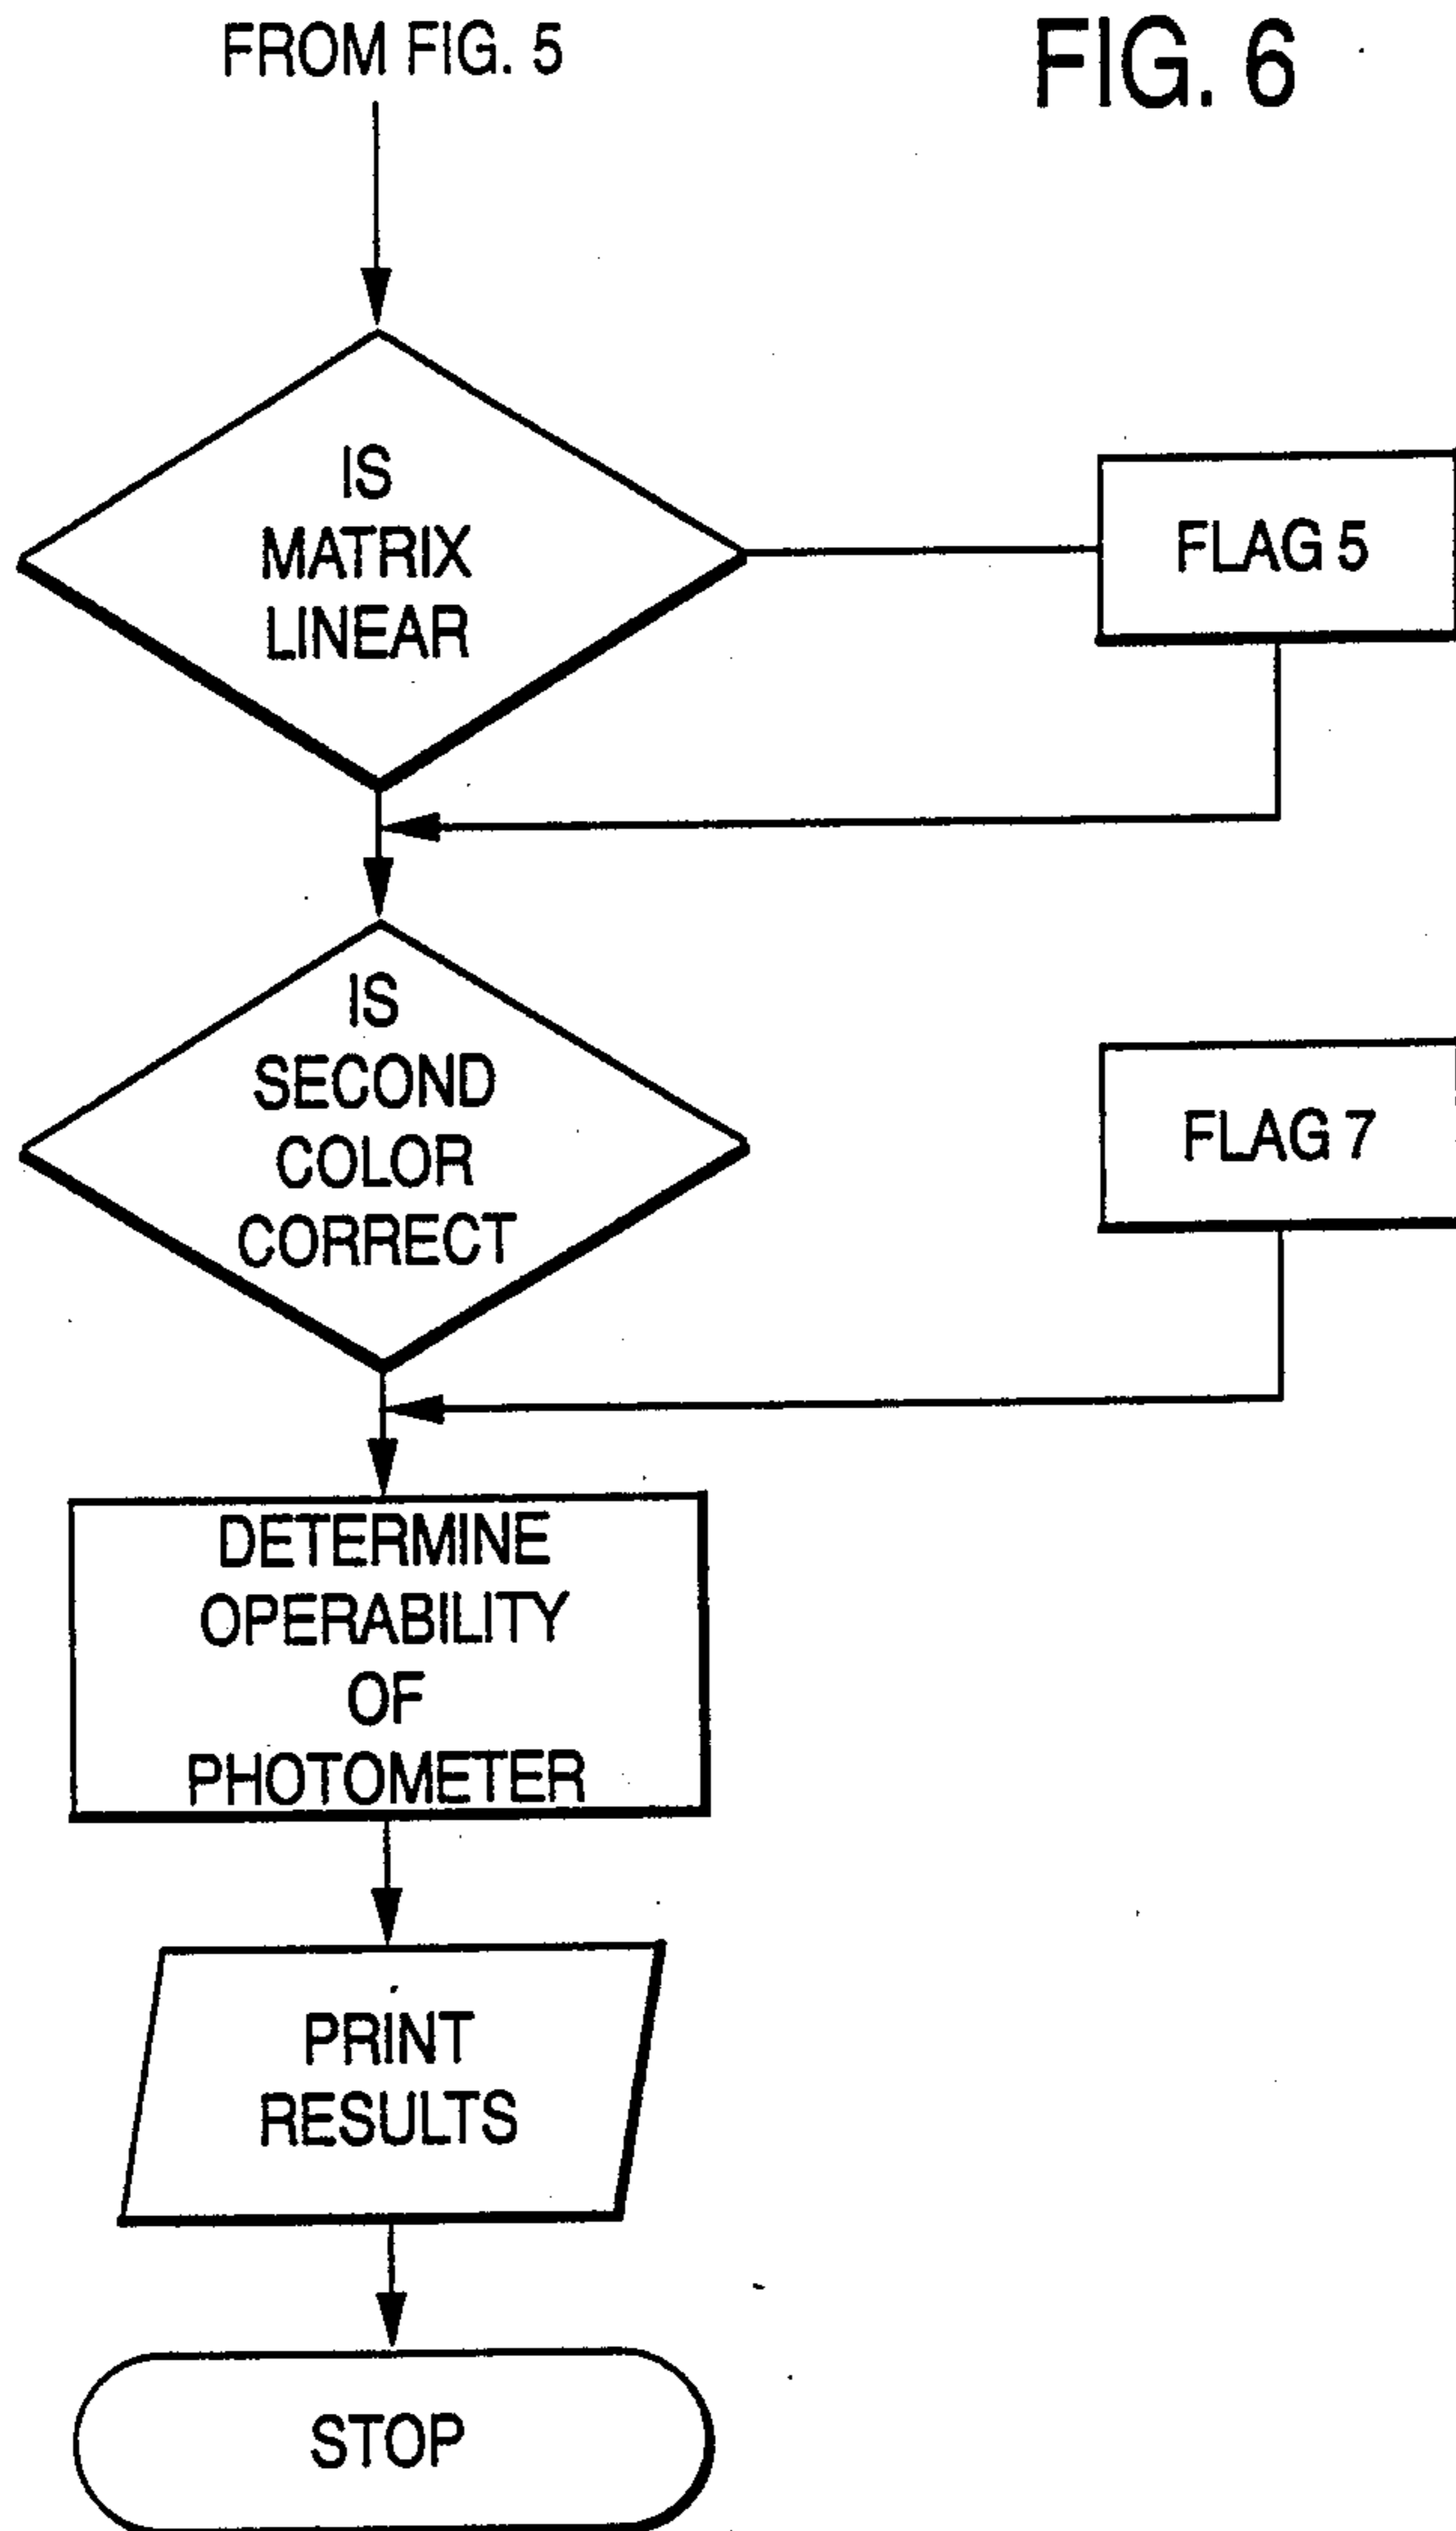 FROM FIG. 5
FIG. 6
IS
MATRIX
LINEAR
FLAG 5
IS
SECOND
COLOR
CORRECT
FLAG 7
DETERMINE
OPERABILITY
OF
PHOTOMETER
PRINT
RESULTS
STOP